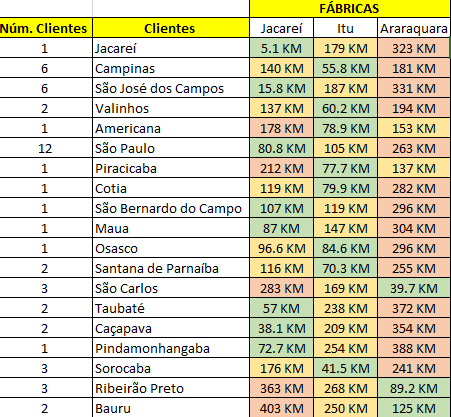 FÁBRICAS
Núm. Clientes Clientes Jacareí Itu Araraquara
1 Jacareí 5.1 KM 179 KM 323 KM
6 Campinas 140 KM 55.8 KM 181 KM
6 São José dos Campos 15.8 KM 187 KM 331 KM
2 Valinhos 137 KM 60.2 KM 194 KM
1 Americana 178 KM 78.9 KM 153 KM
12 São Paulo 80.8 KM 105 KM 263 KM
1 Piracicaba 212 KM 77.7 KM 137 KM
1 Cotia 119 KM 79.9 KM 282 KM
1 São Bernardo do Campo 107 KM 119 KM 296 KM
1 Maua 87 KM 147 KM 304 KM
1 Osasco 96.6 KM 84.6 KM 296 KM
2 Santana de Parnaíba 116 KM 70.3 KM 255 KM
3 São Carlos 283 KM 169 KM 39.7 KM
2 Taubaté 57 KM 238 KM 372 KM
2 Caçapava 38.1 KM 209 KM 354 KM
1 Pindamonhangaba 72.7 KM 254 KM 388 KM
3 Sorocaba 176 KM 41.5 KM 241 KM
3 Ribeirão Preto 363 KM 268 KM 89.2 KM
2 Bauru 403 KM 250 KM 125 KM